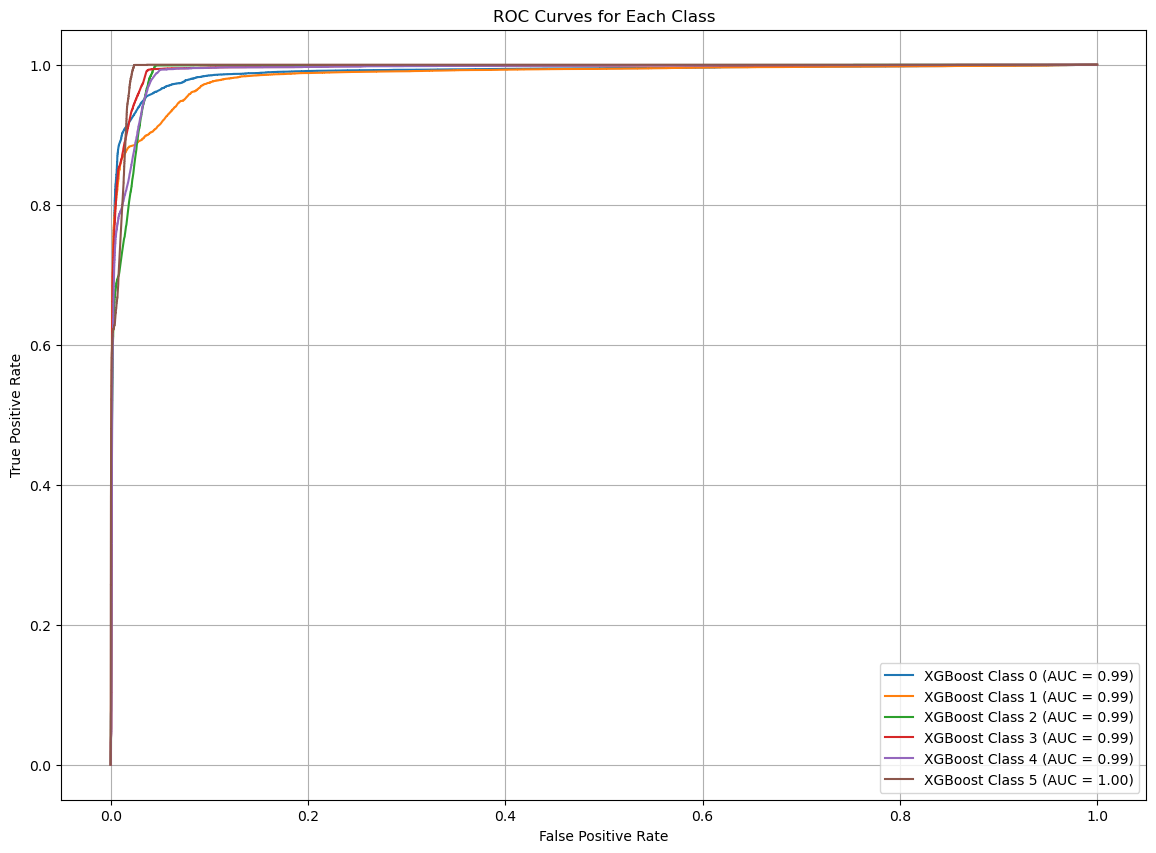 ROC Curves for Each Class
1.0
0.8
0.6
0.4
0.2
0.0
True Positive Rate
0.0 0.2 0.4 0.6 0.8 1.0
False Positive Rate
XGBoost Class 0 (AUC = 0.99)
XGBoost Class 1 (AUC = 0.99)
XGBoost Class 2 (AUC = 0.99)
XGBoost Class 3 (AUC = 0.99)
XGBoost Class 4 (AUC = 0.99)
XGBoost Class 5 (AUC = 1.00)